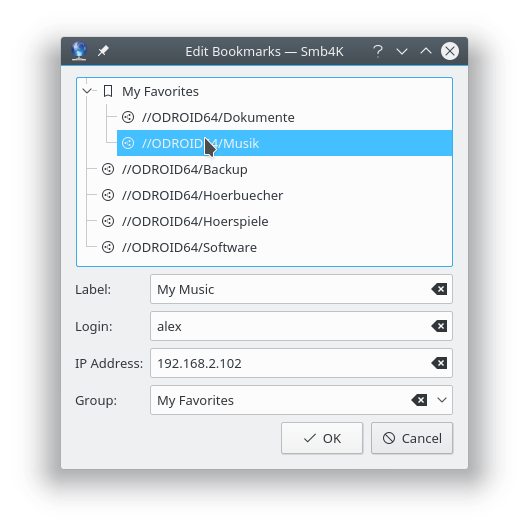 Edit Bookmarks — Smb4K
My Favorites
//ODROID64/Dokumente
//ODROID64/Musik
//ODROID64/Backup
//ODROID64/Hoerbuecher
//ODROID64/Hoerspiele
//ODROID64/Software
Label: My Music
Login: alex
IP Address: 192.168.2.102
Group: My Favorites
OK Cancel